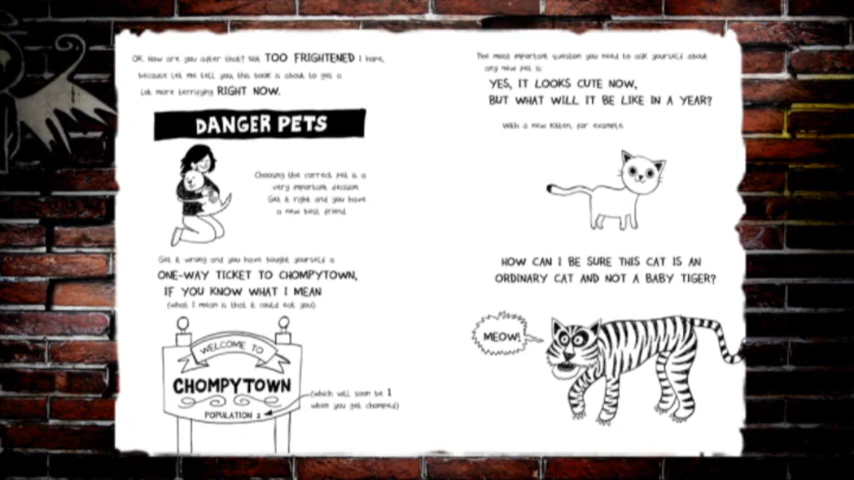 OK. How are you after that? Not TOO FRIGHTENED I hope,
because let me tell you, this book is about to get a
lot more terrifying RIGHT NOW.
DANGER PETS
Choosing the correct pet is a
very important decision.
Get it right and you have
a new best friend.
Get it wrong and you have bought yourself a
ONE-WAY TICKET TO CHOMPYTOWN,
IF YOU KNOW WHAT I MEAN
(what I mean is that it could eat you).
WELCOME TO
CHOMPYTOWN
POPULATION 2
(which will soon be 1
when you get chomped)
The most important question you need to ask yourself about
any new pet is:
YES, IT LOOKS CUTE NOW,
BUT WHAT WILL IT BE LIKE IN A YEAR?
With a new kitten, for example.
HOW CAN I BE SURE THIS CAT IS AN
ORDINARY CAT AND NOT A BABY TIGER?
MEOW!